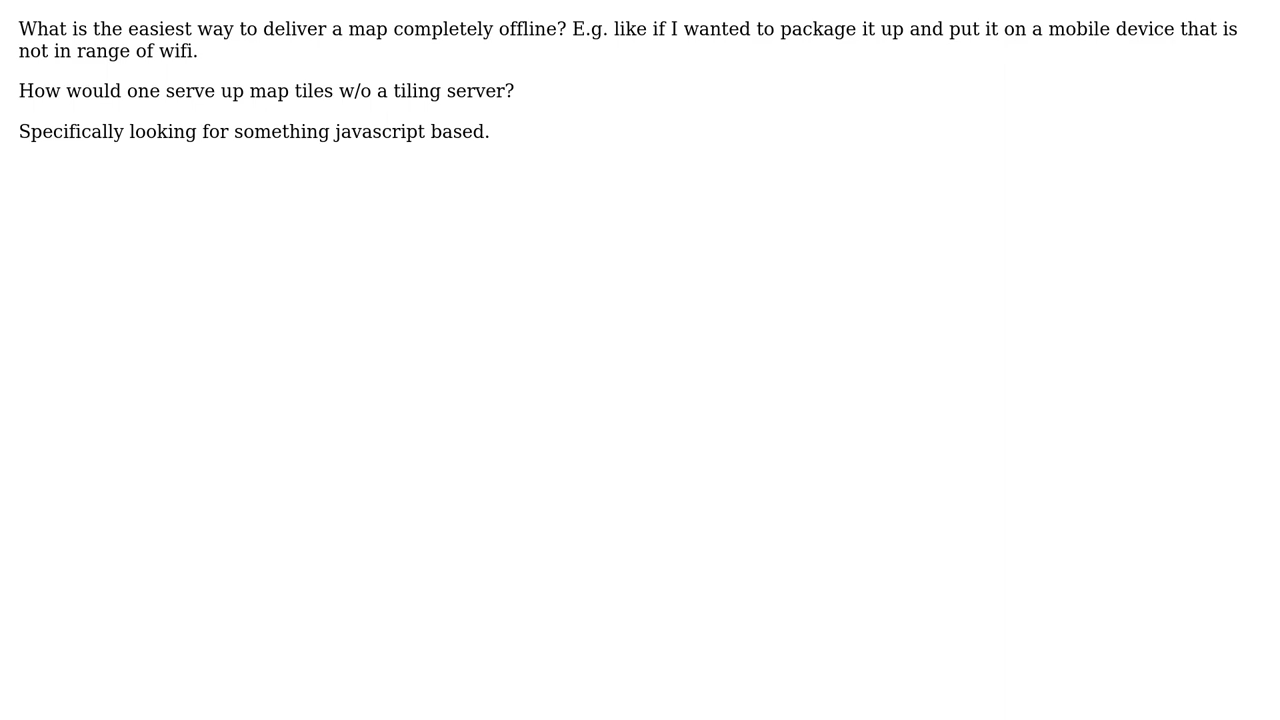 What is the easiest way to deliver a map completely offline? E.g. like if I wanted to package it up and put it on a mobile device that is
not in range of wifi.
How would one serve up map tiles w/o a tiling server?
Specifically looking for something javascript based.